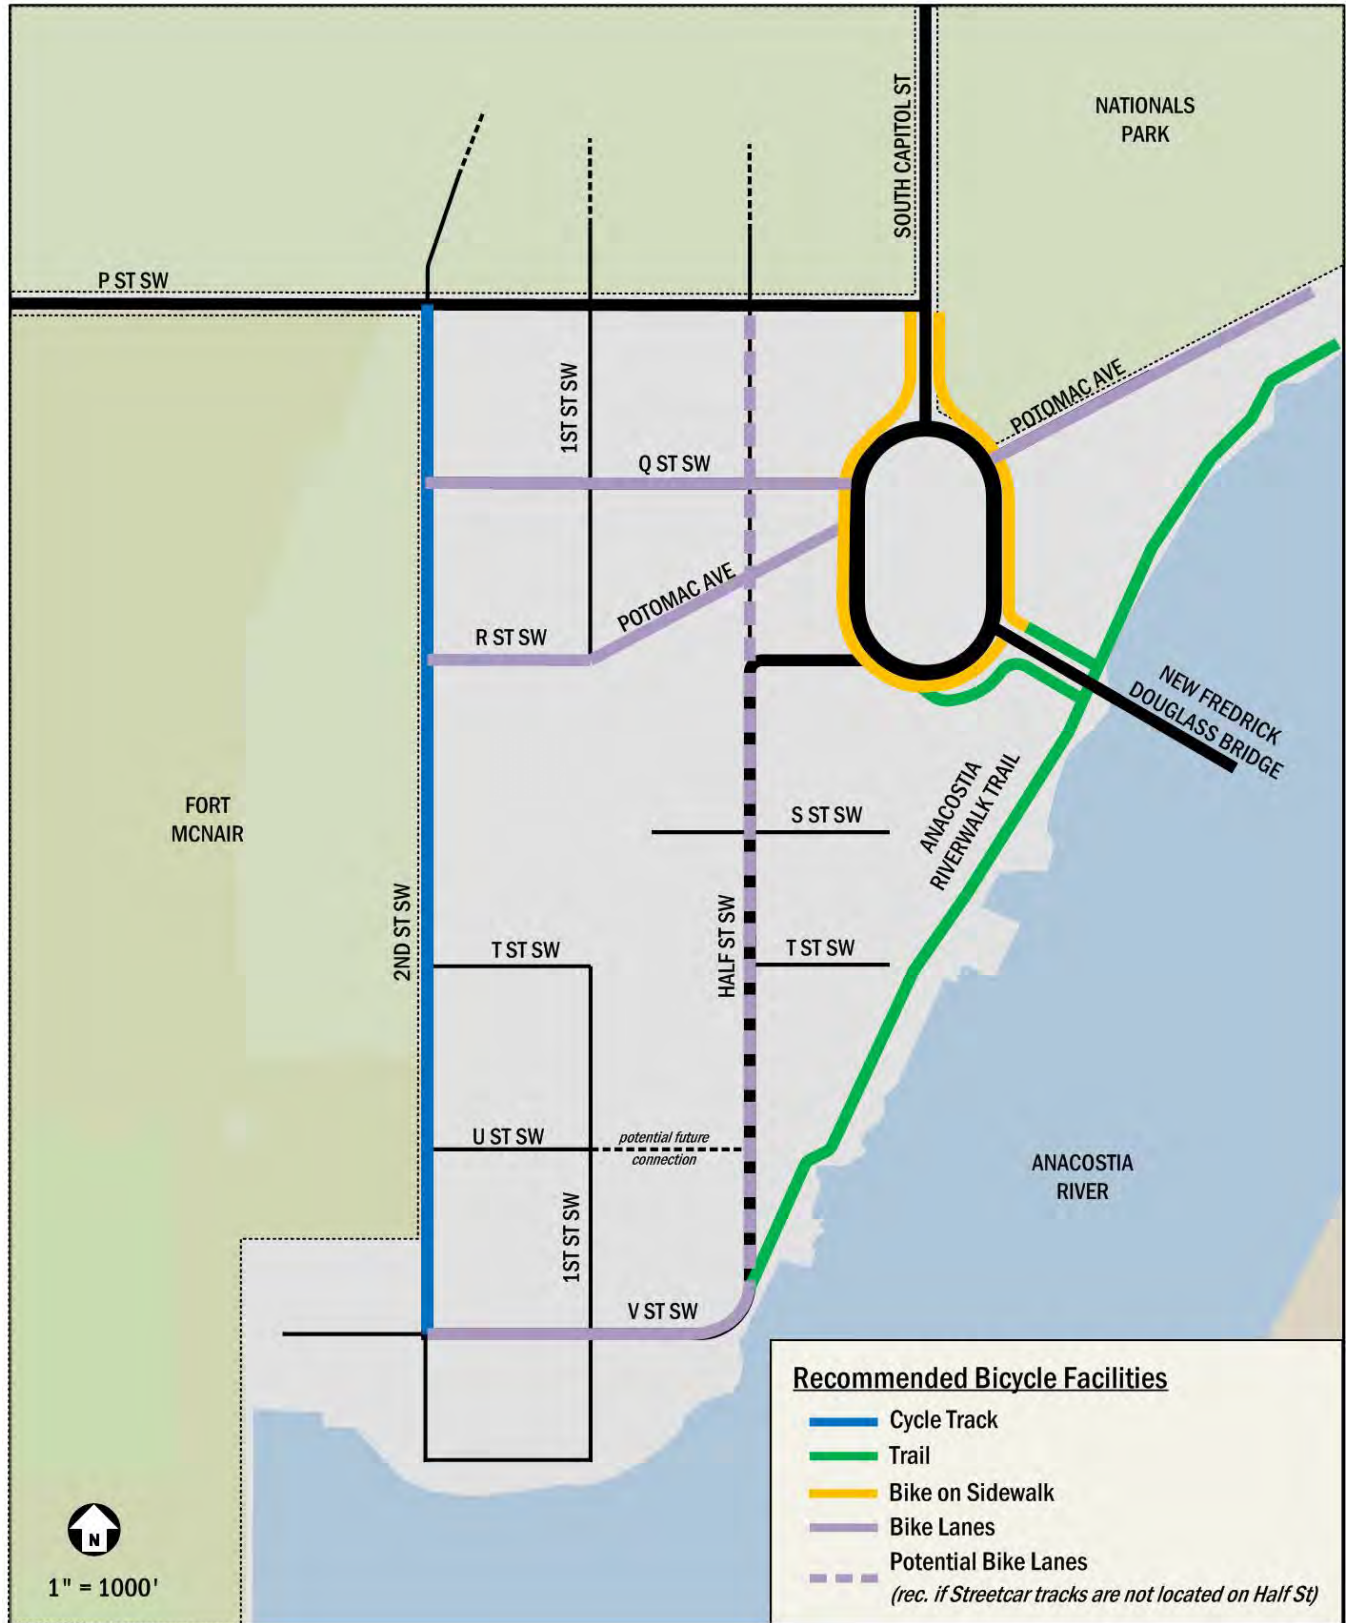 NATIONALS
PARK
SOUTH CAPITOL ST
P ST SW
1ST ST SW
POTOMAC AVE
Q ST SW
POTOMAC AVE
R ST SW
NEW FREDRICK
DOUGLASS BRIDGE
ANACOSTIA
RIVERWALK TRAIL
FORT
MCNAIR
S ST SW
2ND ST SW
HALF ST SW
T ST SW
T ST SW
U ST SW
potential future
connection
ANACOSTIA
RIVER
1ST ST SW
V ST SW
Recommended Bicycle Facilities
Cycle Track
Trail
Bike on Sidewalk
Bike Lanes
Potential Bike Lanes
(rec. if Streetcar tracks are not located on Half St)
N
1" = 1000'